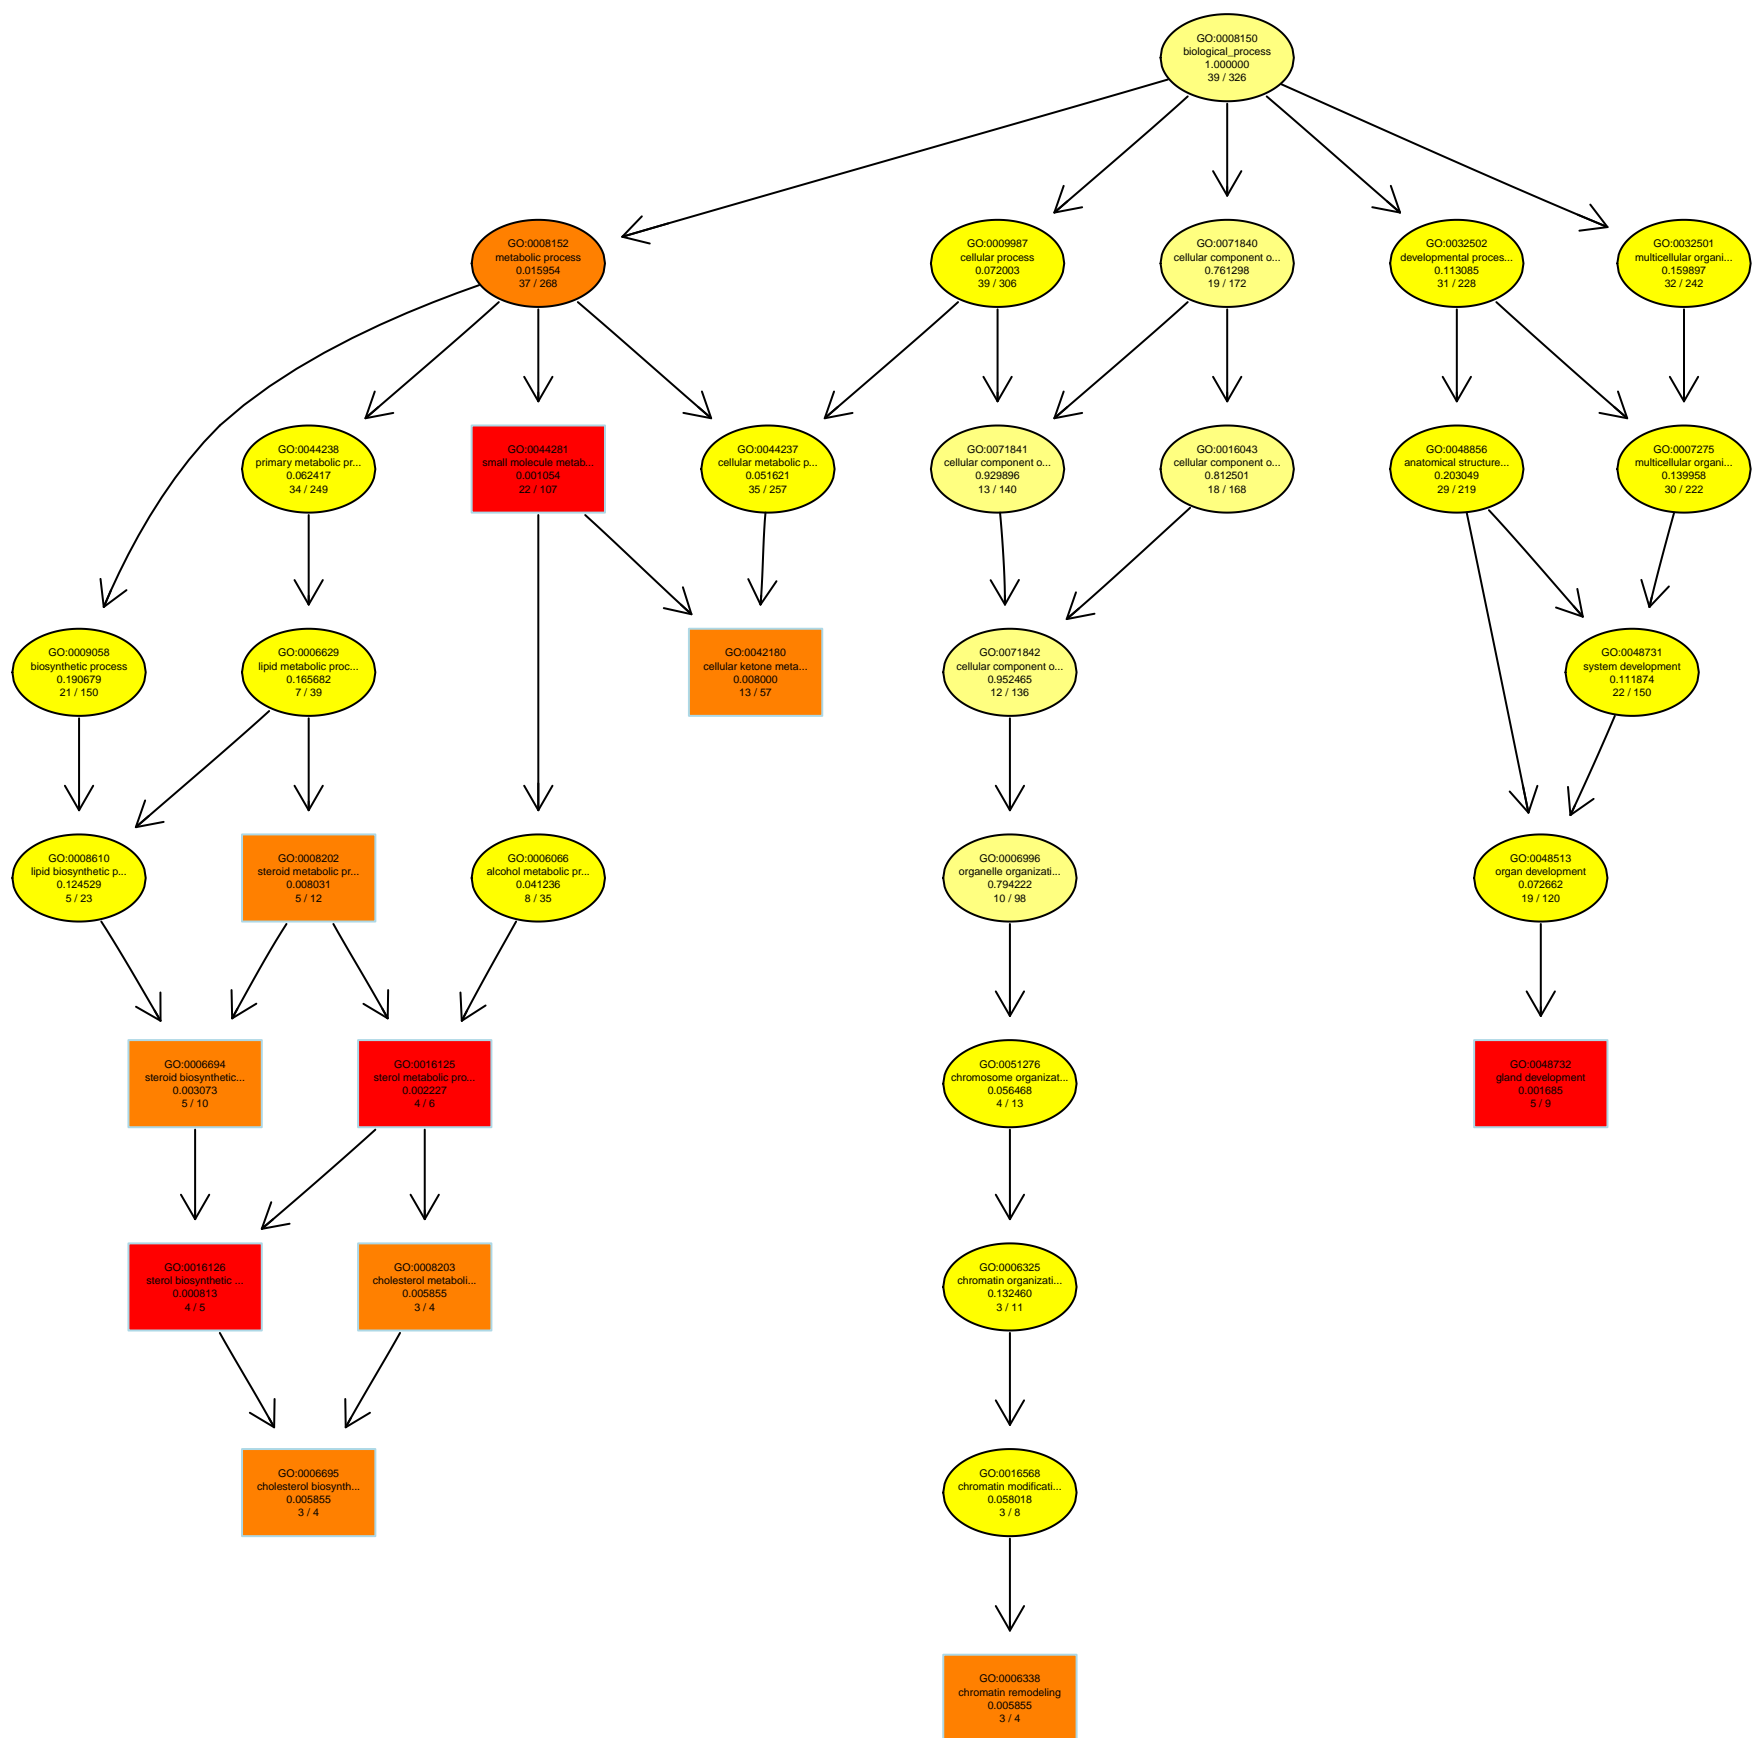 GO:0008150
biological_process
1.000000
39 / 326
GO:0008152
metabolic process
0.015954
37 / 268
GO:0009987
cellular process
0.072003
39 / 306
GO:0071840
cellular component o...
0.761298
19 / 172
GO:0032502
developmental proces...
0.113085
31 / 228
GO:0032501
multicellular organi...
0.159897
32 / 242
GO:0044238
primary metabolic pr...
0.062417
34 / 249
GO:0044281
small molecule metab...
0.001054
22 / 107
GO:0044237
cellular metabolic p...
0.051621
35 / 257
GO:0071841
cellular component o...
0.929896
13 / 140
GO:0016043
cellular component o...
0.812501
18 / 168
GO:0048856
anatomical structure...
0.203049
29 / 219
GO:0007275
multicellular organi...
0.139958
30 / 222
GO:0009058
biosynthetic process
0.190679
21 / 150
GO:0006629
lipid metabolic proc...
0.165682
7 / 39
GO:0042180
cellular ketone meta...
0.008000
13 / 57
GO:0071842
cellular component o...
0.952465
12 / 136
GO:0048731
system development
0.111874
22 / 150
GO:0008610
lipid biosynthetic p...
0.124529
5 / 23
GO:0008202
steroid metabolic pr...
0.008031
5 / 12
GO:0006066
alcohol metabolic pr...
0.041236
8 / 35
GO:0006996
organelle organizati...
0.794222
10 / 98
GO:0048513
organ development
0.072662
19 / 120
GO:0006694
steroid biosynthetic...
0.003073
5 / 10
GO:0016125
sterol metabolic pro...
0.002227
4 / 6
GO:0051276
chromosome organizat...
0.056468
4 / 13
GO:0048732
gland development
0.001685
5 / 9
GO:0016126
sterol biosynthetic ...
0.000813
4 / 5
GO:0008203
cholesterol metaboli...
0.005855
3 / 4
GO:0006325
chromatin organizati...
0.132460
3 / 11
GO:0006695
cholesterol biosynth...
0.005855
3 / 4
GO:0016568
chromatin modificati...
0.058018
3 / 8
GO:0006338
chromatin remodeling
0.005855
3 / 4